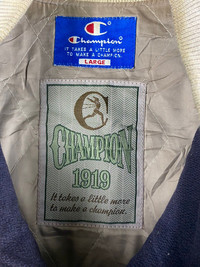 Champion
IT TAKES A LITTLE MORE
TO MAKE A CHAMPION.
LARGE
C
CHAMPION
1919
It takes a little more
to make a champion.